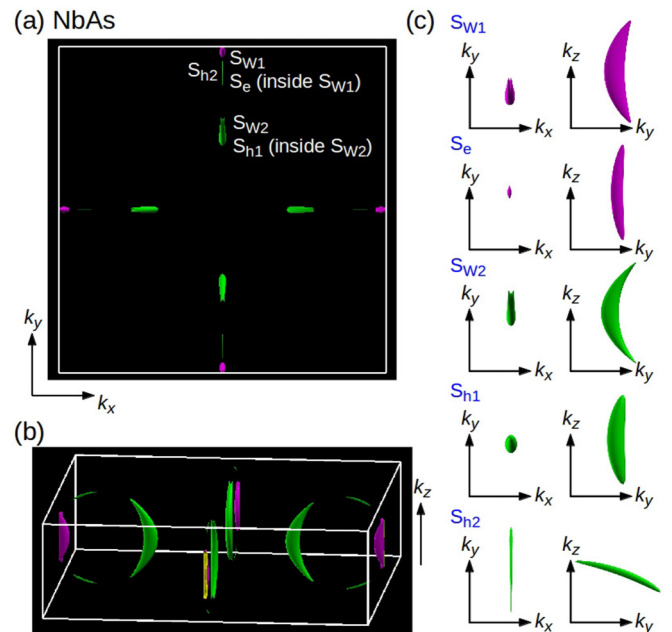 (a) NbAs
S_W1
S_h2
S_e (inside S_W1)
S_W2
S_h1 (inside S_W2)
k_y
k_x
(b)
k_z
(c)
S_W1
k_y
k_z
k_x
k_y
S_e
k_y
k_z
k_x
k_y
S_W2
k_y
k_z
k_x
k_y
S_h1
k_y
k_z
k_x
k_y
S_h2
k_y
k_z
k_x
k_y